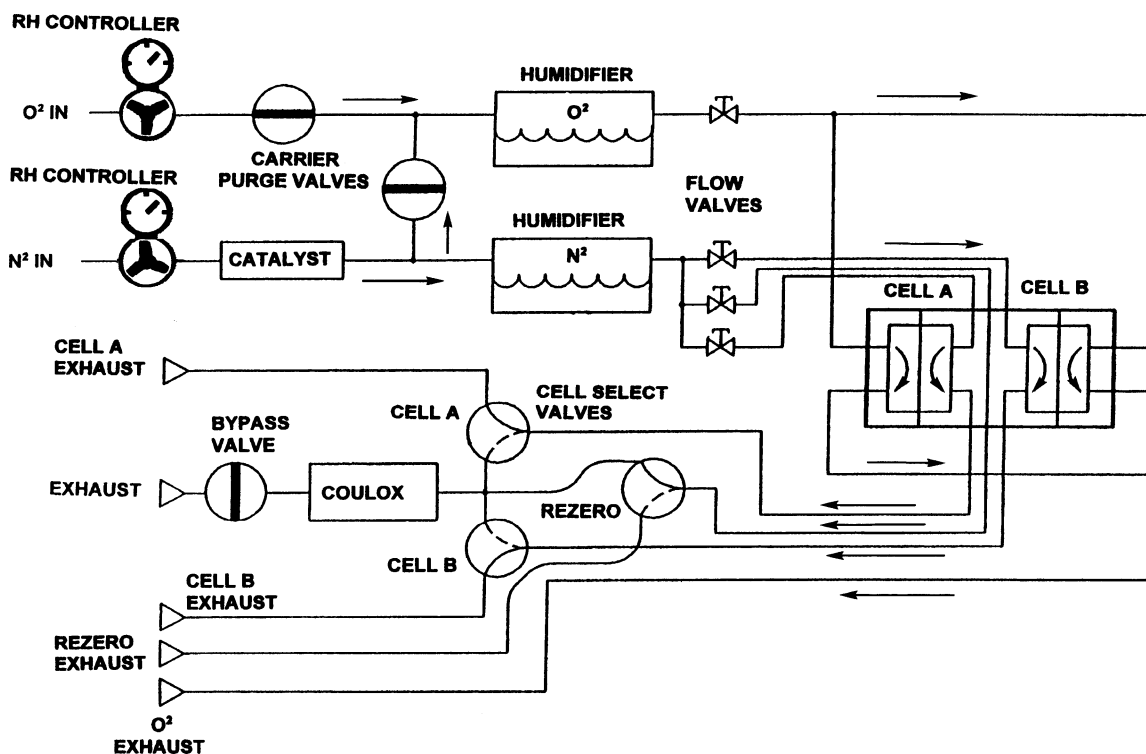 RH CONTROLLER
O² IN
HUMIDIFIER
O²
CARRIER
PURGE VALVES
RH CONTROLLER
N² IN
CATALYST
HUMIDIFIER
N²
FLOW
VALVES
CELL A
CELL B
CELL A
EXHAUST
CELL A
CELL SELECT
VALVES
BYPASS
VALVE
EXHAUST
COULOX
REZERO
CELL B
CELL B
EXHAUST
REZERO
EXHAUST
O²
EXHAUST